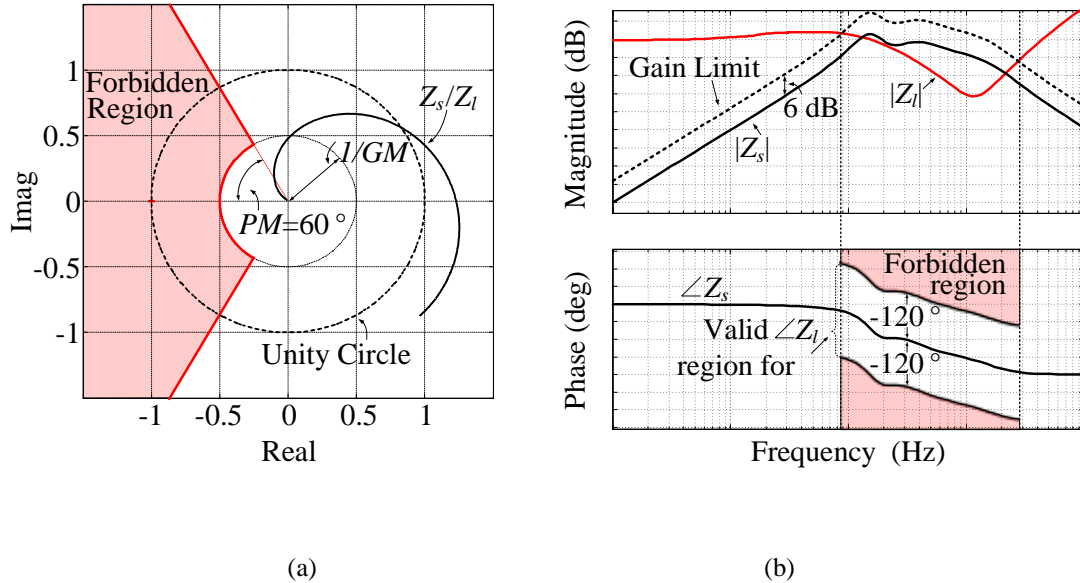 1
0.5
0
-0.5
-1
Imag
Forbidden
Region
Z_s/Z_l
1/GM
PM=60°
Unity Circle
-1
-0.5
0
0.5
1
Real
(a)
Magnitude (dB)
Gain Limit
6 dB
|Z_s|
|Z_l|
Phase (deg)
∠Z_s
Forbidden
region
-120°
Valid ∠Z_l
region for
-120°
Frequency (Hz)
(b)